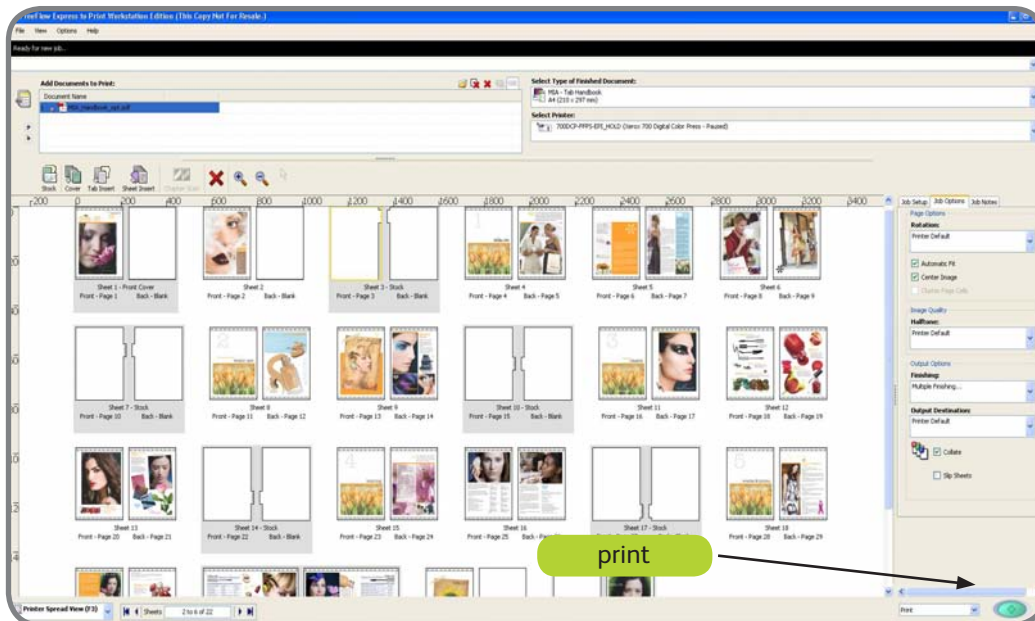 FreeFlow Express to Print Workstation Edition (This Copy Not For Resale.)
File View Options Help
Ready for new job...
Add Documents to Print:
Document Name
MIA_Handbook_opt.pdf
Select Type of Finished Document:
MIA - Tab Handbook
A4 (210 x 297 mm)
Select Printer:
700DCP-FFPS-EFI_HOLD (Xerox 700 Digital Color Press - Paused)
Stock Cover Tab Insert Sheet Insert
Job Setup Job Options Job Notes
200 0 200 400 600 800 1000 1200 1400 1600 1800 2000 2200 2400 2600 2800 3000 3200 3400
Page Options
Rotation:
Printer Default
Automatic Fit
Center Image
Image Quality
Halftone:
Printer Default
Output Options
Finishing:
Multiple Finishing...
Output Destination:
Printer Default
Collate
Slip Sheets
Sheet 1 - Front Cover
Front - Page 1 Back - Blank
Sheet 2
Front - Page 2 Back - Blank
Sheet 3 - Stock
Front - Page 3 Back - Blank
Sheet 4
Front - Page 4 Back - Page 5
Sheet 5
Front - Page 6 Back - Page 7
Sheet 6
Front - Page 8 Back - Page 9
Sheet 7 - Stock
Front - Page 10 Back - Blank
Sheet 8
Front - Page 11 Back - Page 12
Sheet 9
Front - Page 13 Back - Page 14
Sheet 10 - Stock
Front - Page 15 Back - Blank
Sheet 11
Front - Page 16 Back - Page 17
Sheet 12
Front - Page 18 Back - Page 19
Sheet 13
Front - Page 20 Back - Page 21
Sheet 14 - Stock
Front - Page 22 Back - Blank
Sheet 15
Front - Page 23 Back - Page 24
Sheet 16
Front - Page 25 Back - Page 26
Sheet 17 - Stock
Sheet 18
Front - Page 28 Back - Page 29
print
Printer Spread View (F3)
Sheets 2 to 6 of 22
Print